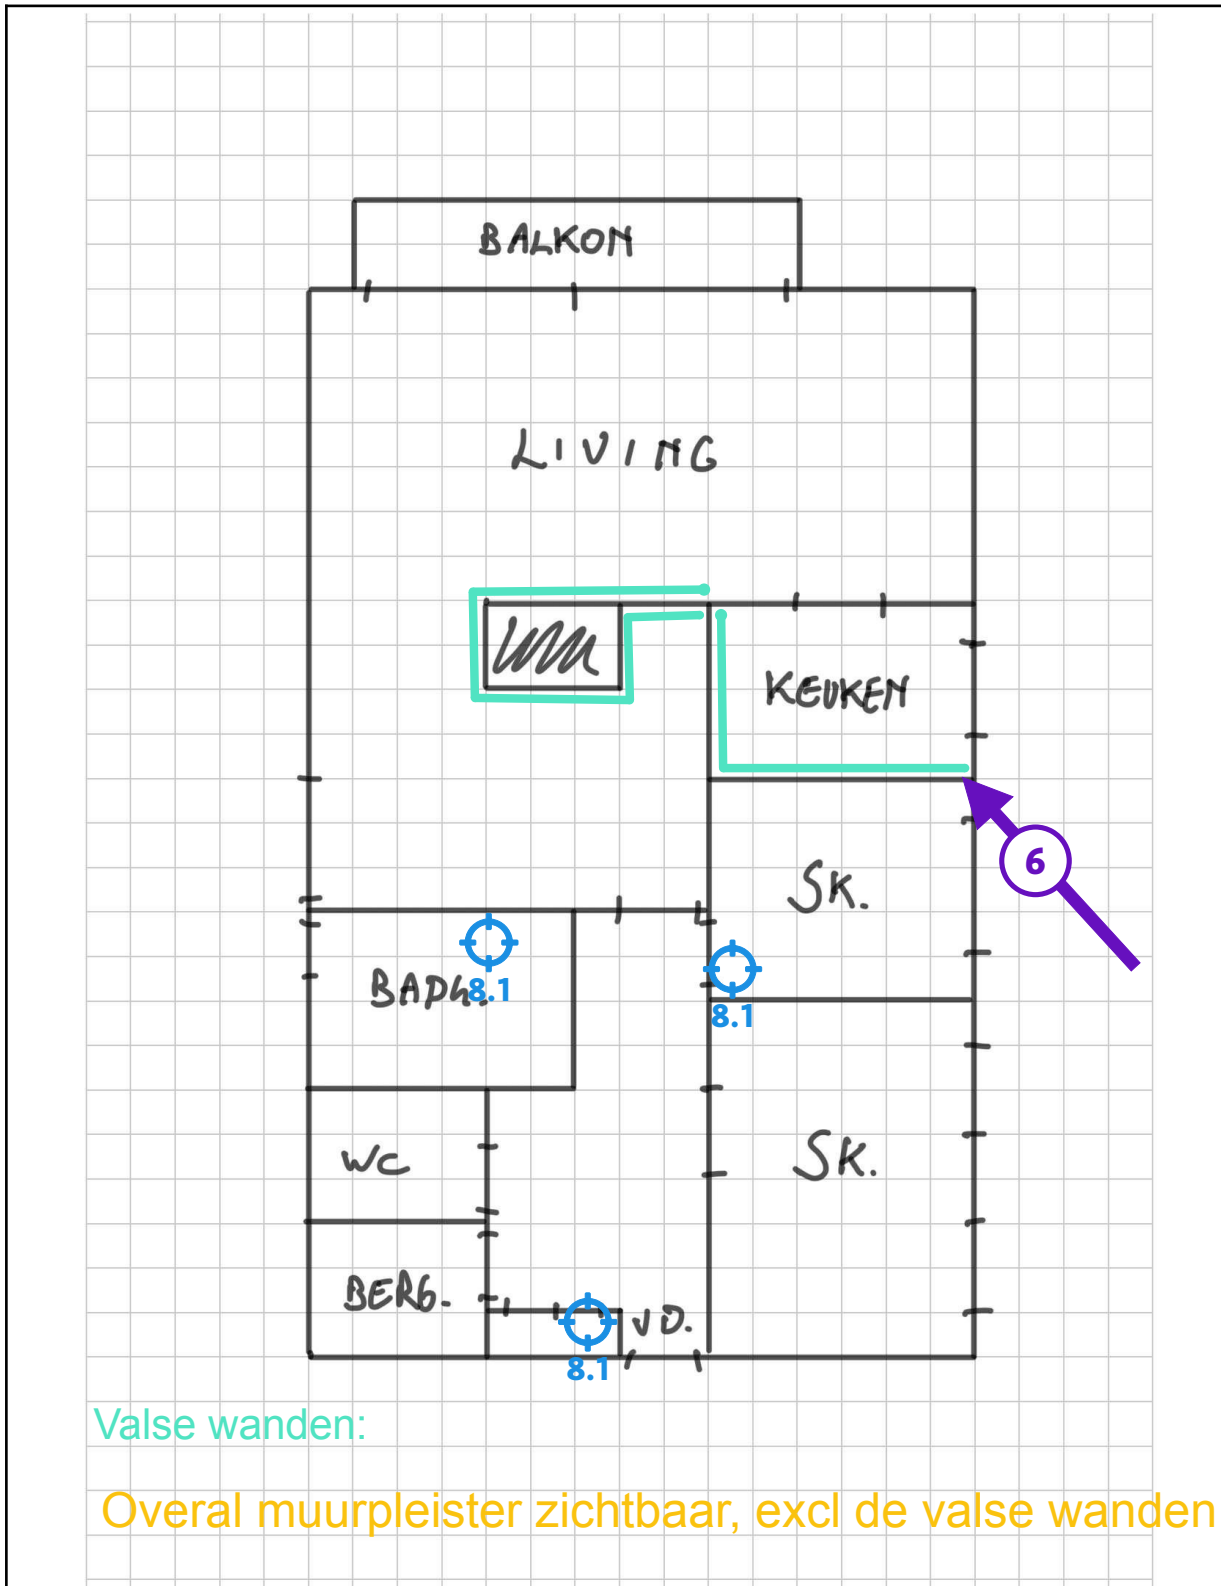 BALKON
LIVING
KEUKEN
6
SK.
BADK.
8.1
8.1
WC
SK.
BERG.
VD.
8.1
Valse wanden:
Overal muurpleister zichtbaar, excl de valse wanden